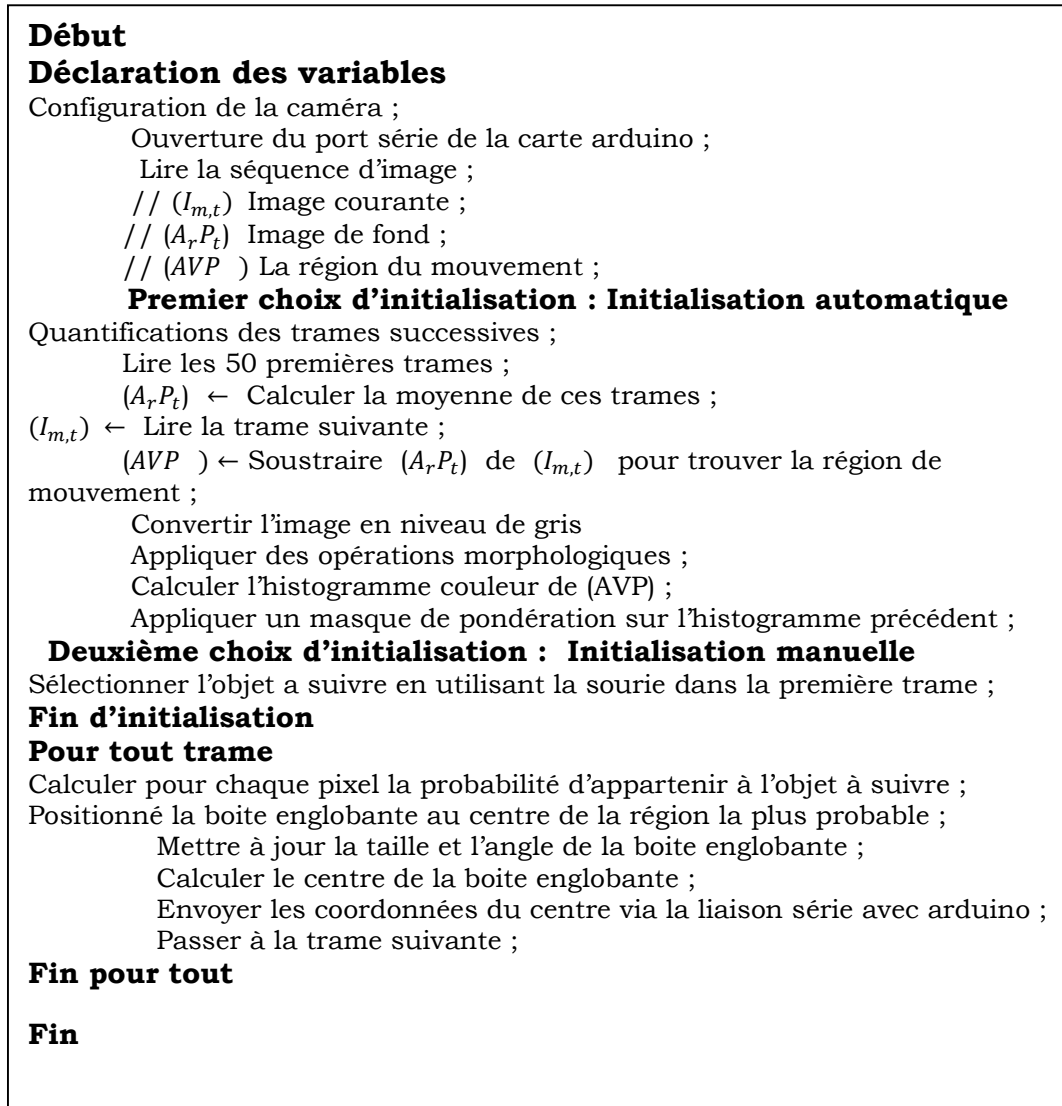 Début
Déclaration des variables
Configuration de la caméra ;
Ouverture du port série de la carte arduino ;
Lire la séquence d’image ;
// (I_{m,t}) Image courante ;
// (A_rP_t) Image de fond ;
// (AVP ) La région du mouvement ;
Premier choix d’initialisation : Initialisation automatique
Quantifications des trames successives ;
Lire les 50 premières trames ;
(A_rP_t) ← Calculer la moyenne de ces trames ;
(I_{m,t}) ← Lire la trame suivante ;
(AVP ) ← Soustraire (A_rP_t) de (I_{m,t}) pour trouver la région de
mouvement ;
Convertir l’image en niveau de gris
Appliquer des opérations morphologiques ;
Calculer l’histogramme couleur de (AVP) ;
Appliquer un masque de pondération sur l’histogramme précédent ;
Deuxième choix d’initialisation : Initialisation manuelle
Sélectionner l’objet a suivre en utilisant la sourie dans la première trame ;
Fin d’initialisation
Pour tout trame
Calculer pour chaque pixel la probabilité d’appartenir à l’objet à suivre ;
Positionné la boite englobante au centre de la région la plus probable ;
Mettre à jour la taille et l’angle de la boite englobante ;
Calculer le centre de la boite englobante ;
Envoyer les coordonnées du centre via la liaison série avec arduino ;
Passer à la trame suivante ;
Fin pour tout
Fin